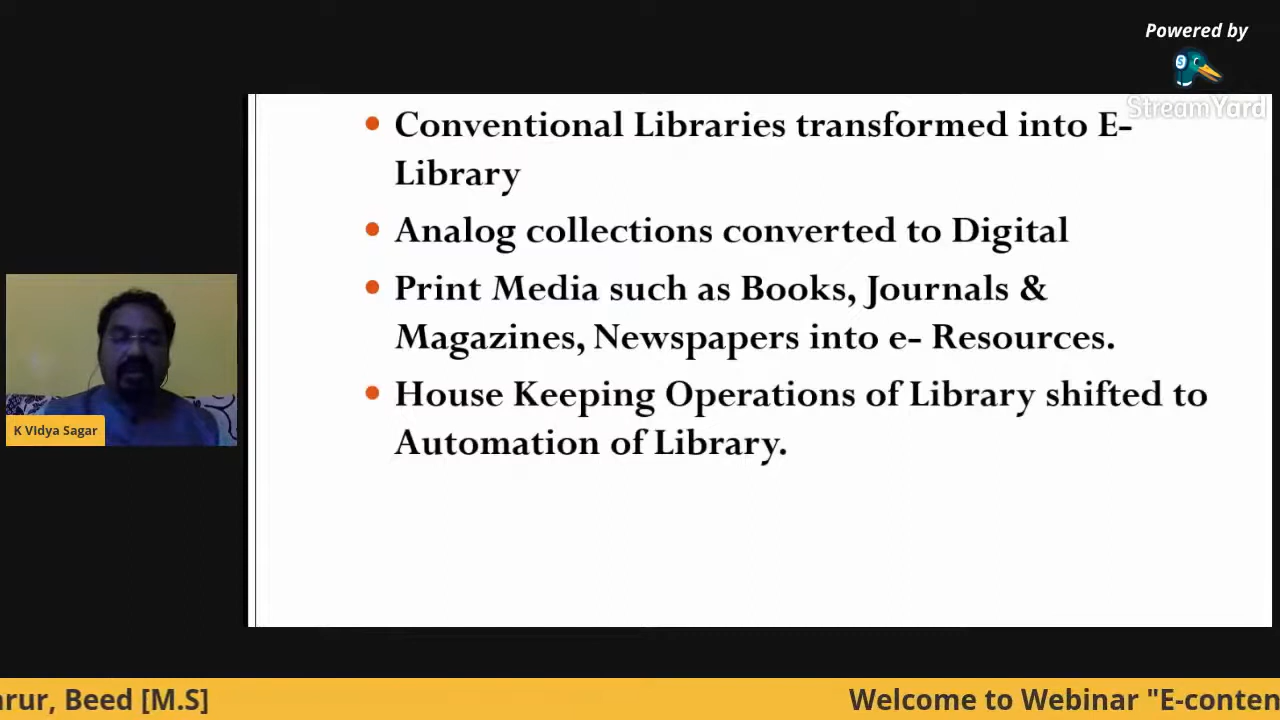 Powered by
StreamYard
• Conventional Libraries transformed into E-
Library
• Analog collections converted to Digital
• Print Media such as Books, Journals &
Magazines, Newspapers into e- Resources.
• House Keeping Operations of Library shifted to
Automation of Library.
K Vidya Sagar
arur, Beed [M.S]
Welcome to Webinar "E-conten